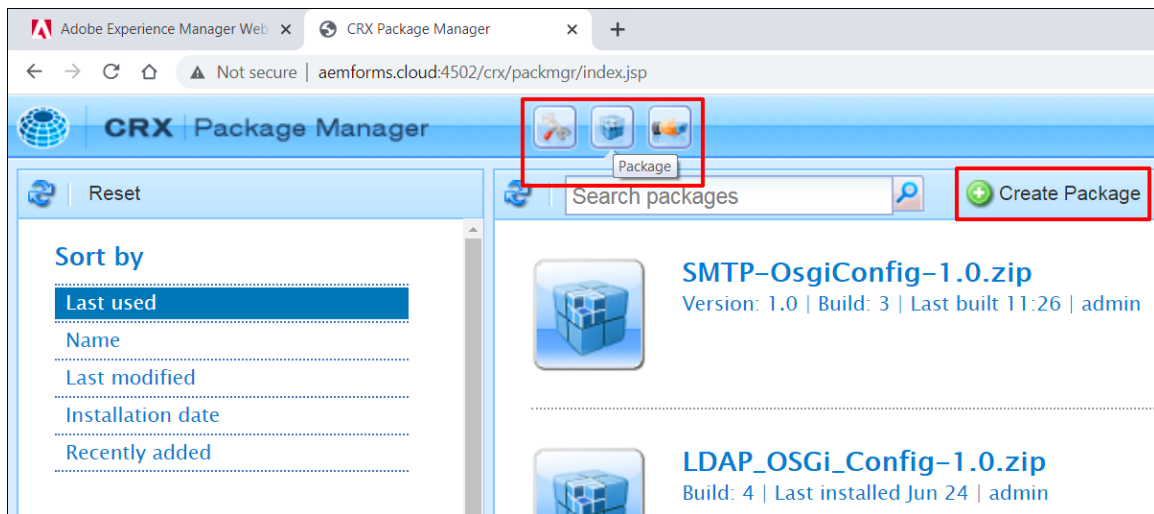 Adobe Experience Manager Web
CRX Package Manager
Not secure | aemforms.cloud:4502/crx/packmgr/index.jsp
CRX Package Manager
Package
Reset
Search packages
Create Package
Sort by
Last used
Name
Last modified
Installation date
Recently added
SMTP-OsgiConfig-1.0.zip
Version: 1.0 | Build: 3 | Last built 11:26 | admin
LDAP_OSGi_Config-1.0.zip
Build: 4 | Last installed Jun 24 | admin